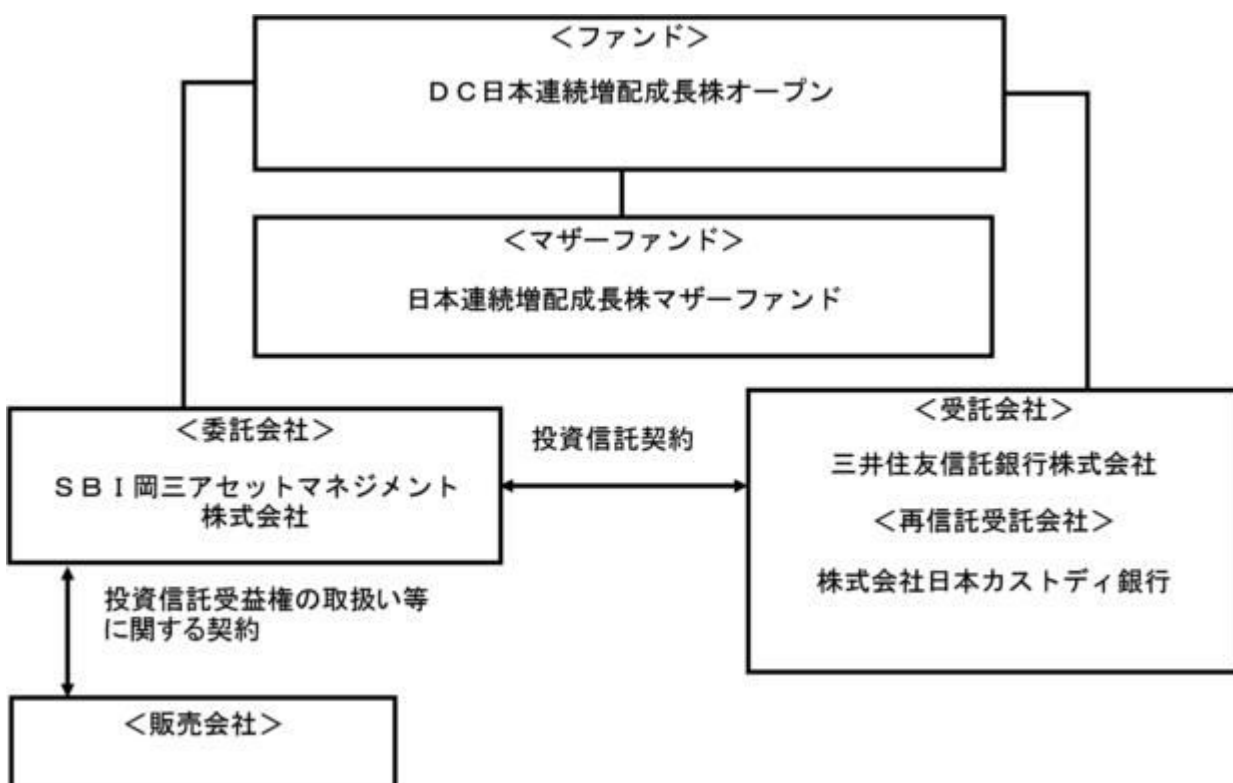 ＜ファンド＞
ＤＣ日本連続増配成長株オープン
＜マザーファンド＞
日本連続増配成長株マザーファンド
＜委託会社＞
ＳＢＩ岡三アセットマネジメント
株式会社
投資信託契約
＜受託会社＞
三井住友信託銀行株式会社
＜再信託受託会社＞
株式会社日本カストディ銀行
投資信託受益権の取扱い等
に関する契約
＜販売会社＞